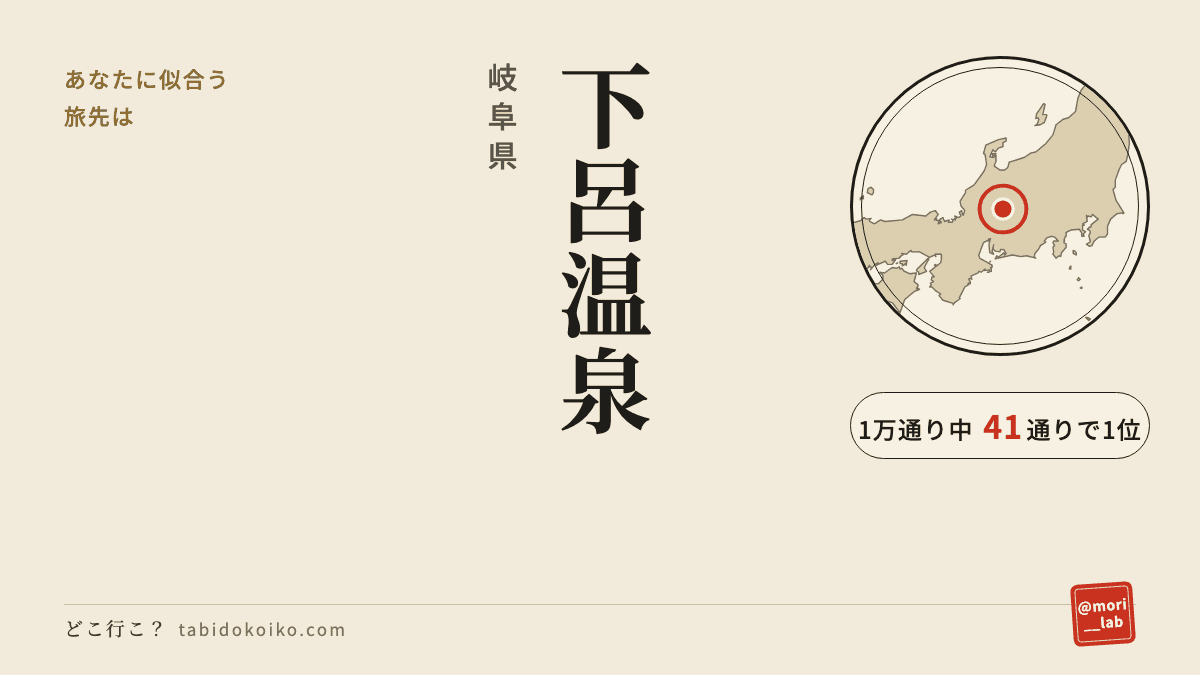 あなたに似合う
旅先は
下呂温泉
岐阜県
1万通り中 41通りで1位
どこ行こ？ tabidokoiko.com
@mori
__lab